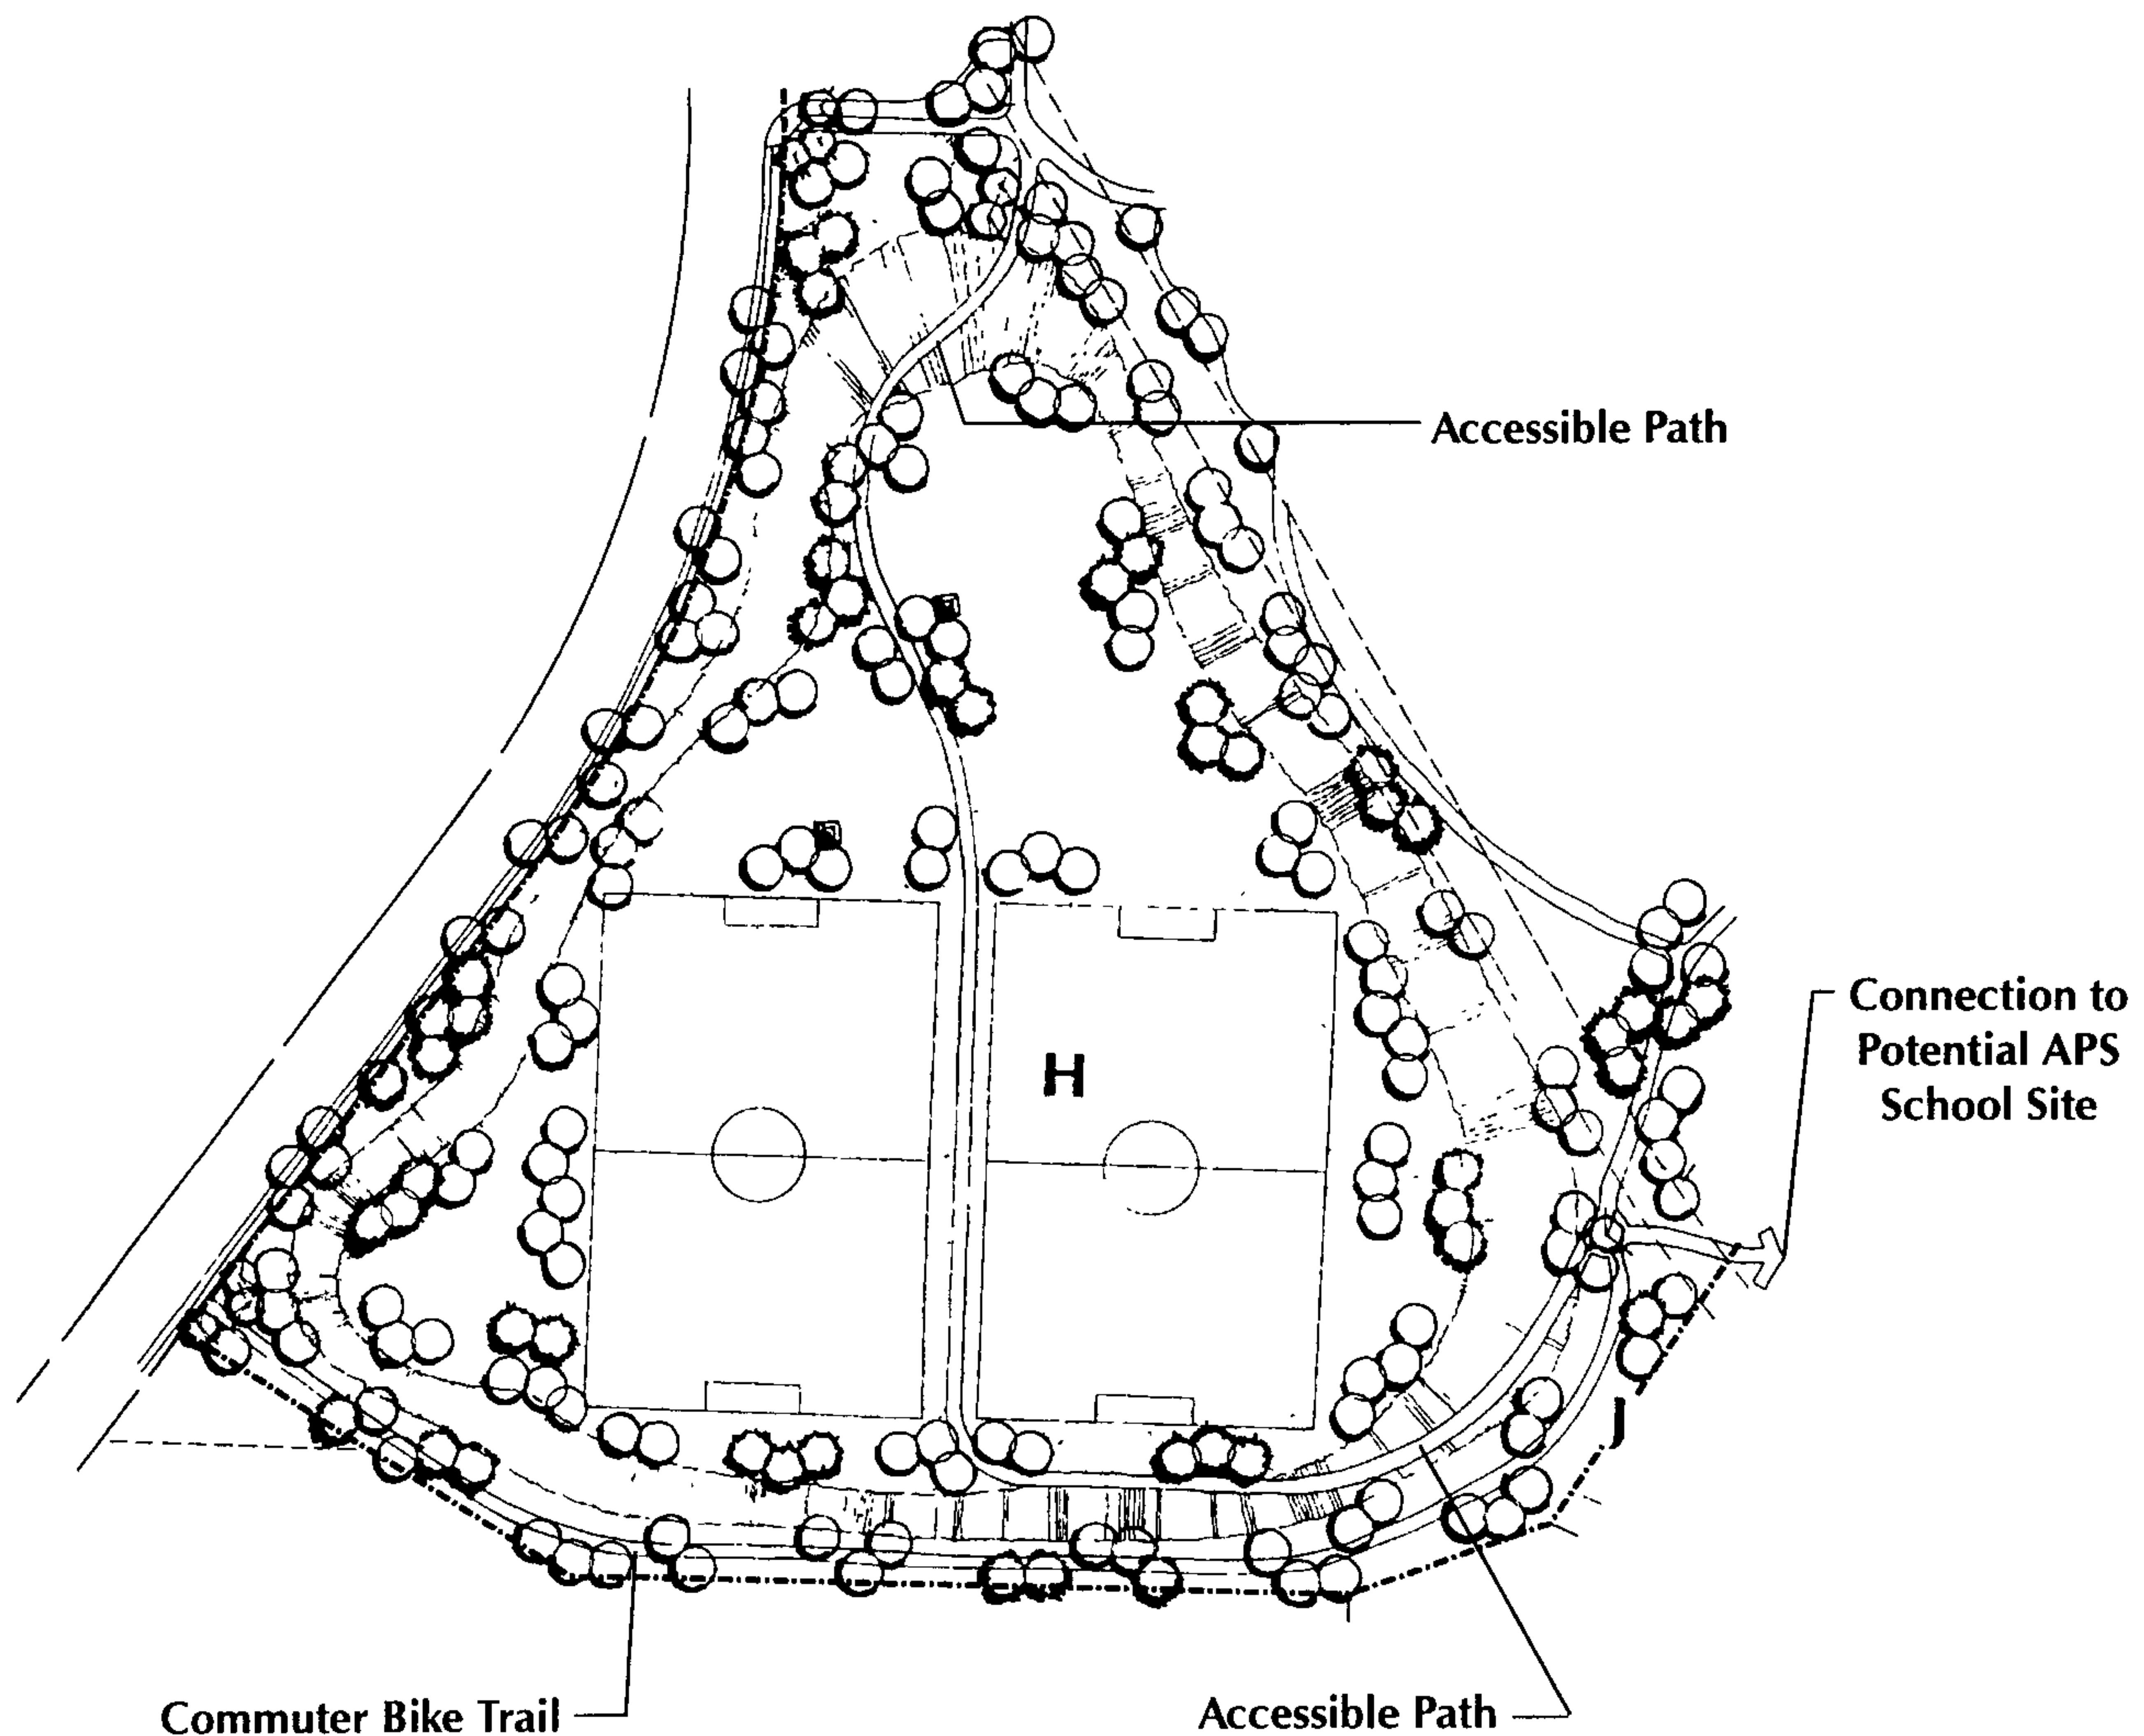 Accessible Path
Connection to
Potential APS
School Site
H
Commuter Bike Trail
Accessible Path